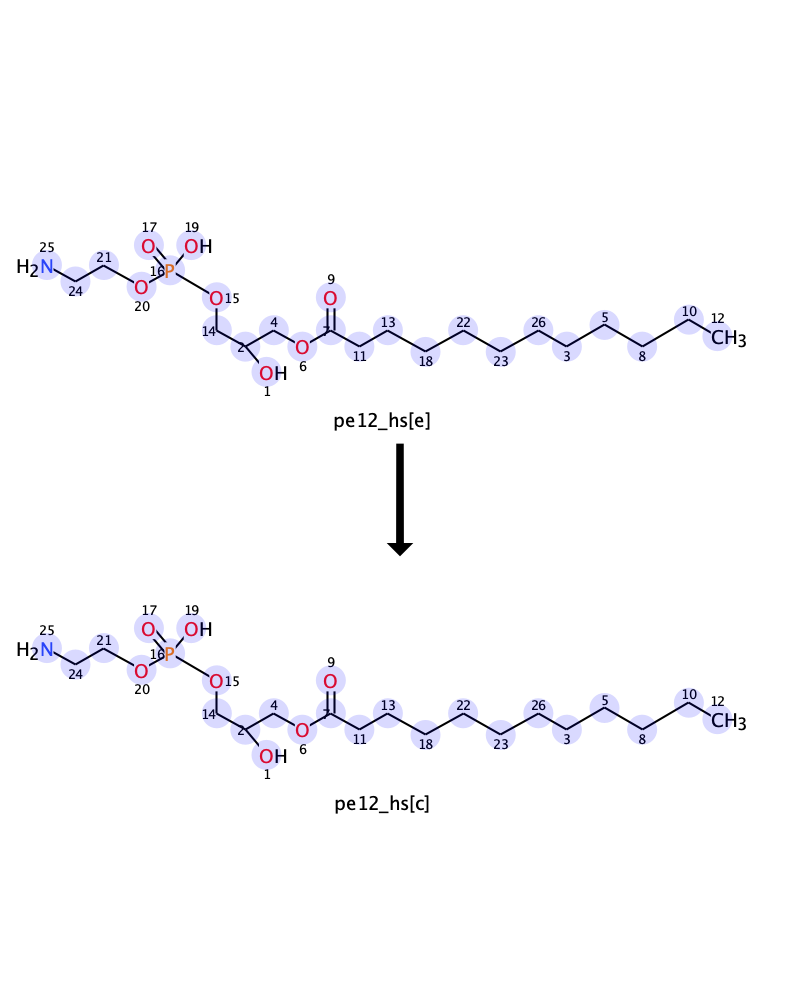 17 19
25 O OH
H2N 21 16 P
24 O 20 O 15 9 O
14 2 4 O 6 7 11 13 18 22 23 26 3 5 8 10 12 CH3
OH
1
pe12_hs[e]
17 19
25 O OH
H2N 21 16 P
24 O 20 O 15 9 O
14 2 4 O 6 7 11 13 18 22 23 26 3 5 8 10 12 CH3
OH
1
pe12_hs[c]